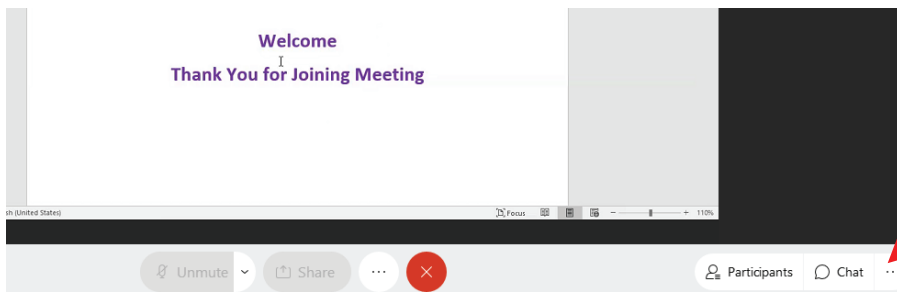 Welcome
Thank You for Joining Meeting
sh (United States)
Focus
110%
Unmute
Share
Participants
Chat